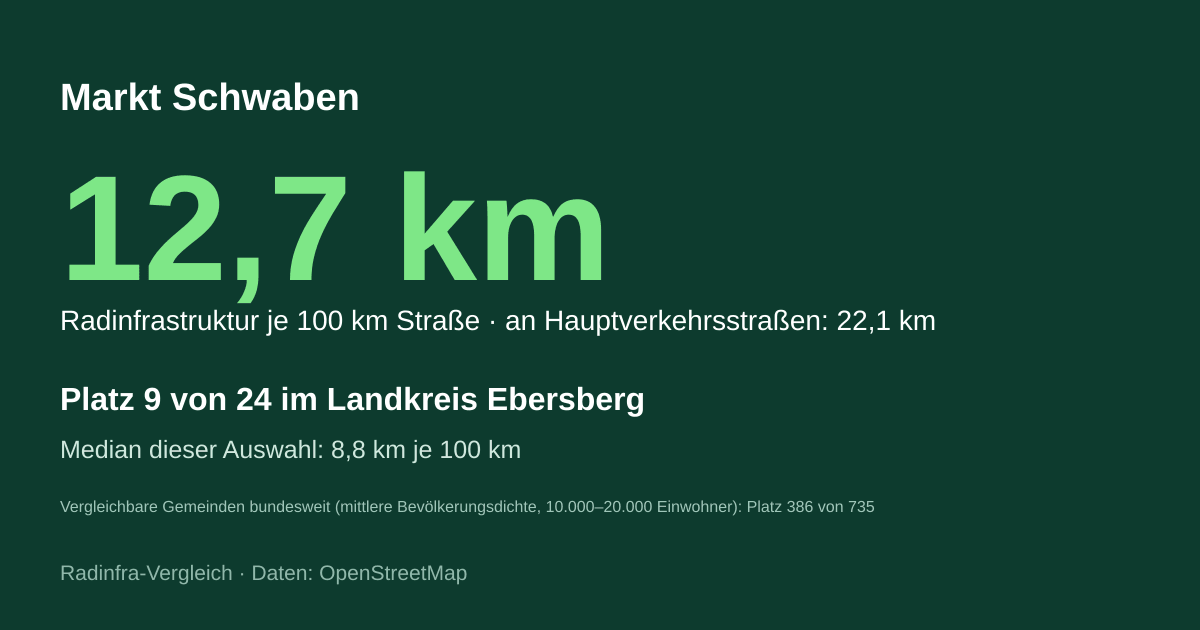 Markt Schwaben
12,7 km
Radinfrastruktur je 100 km Straße · an Hauptverkehrsstraßen: 22,1 km
Platz 9 von 24 im Landkreis Ebersberg
Median dieser Auswahl: 8,8 km je 100 km
Vergleichbare Gemeinden bundesweit (mittlere Bevölkerungsdichte, 10.000–20.000 Einwohner): Platz 386 von 735
Radinfra-Vergleich · Daten: OpenStreetMap